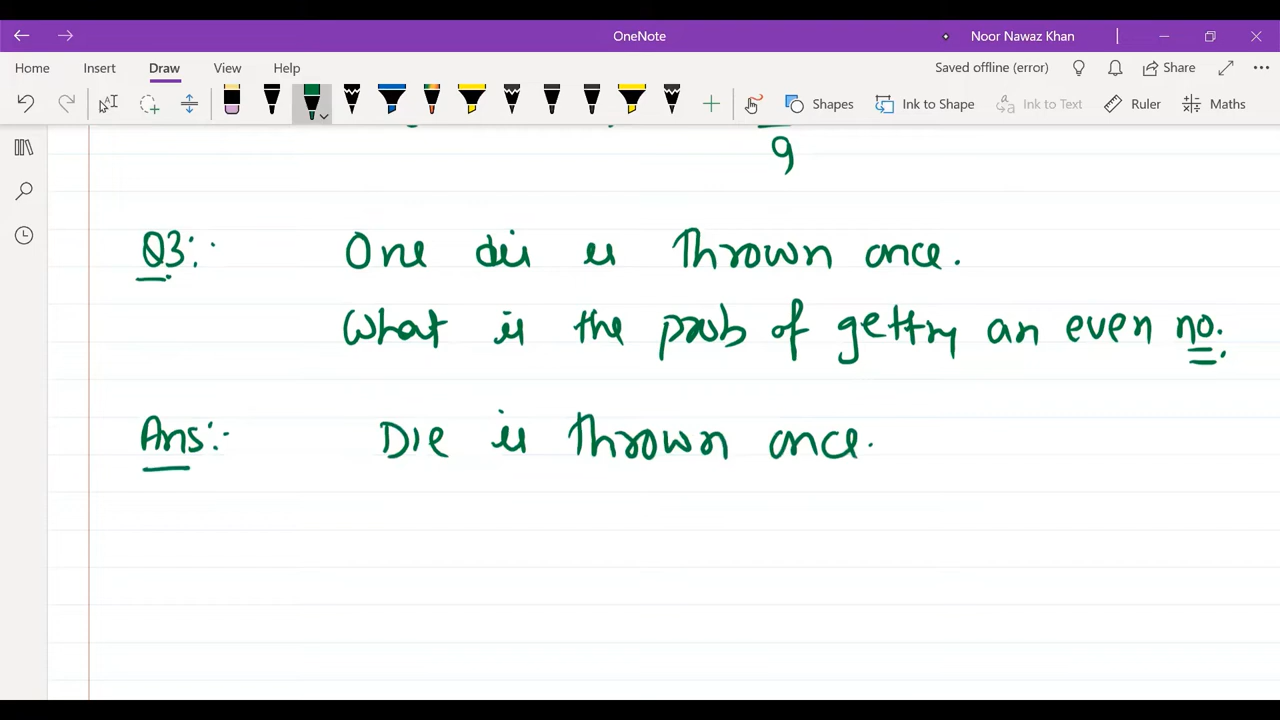 OneNote
Noor Nawaz Khan
Home Insert Draw View Help
Saved offline (error)
Share
Shapes
Ink to Shape
Ink to Text
Ruler
Maths
9
Q3:- One die is thrown once.
What is the prob of getting an even no.
Ans:- Die is thrown once.